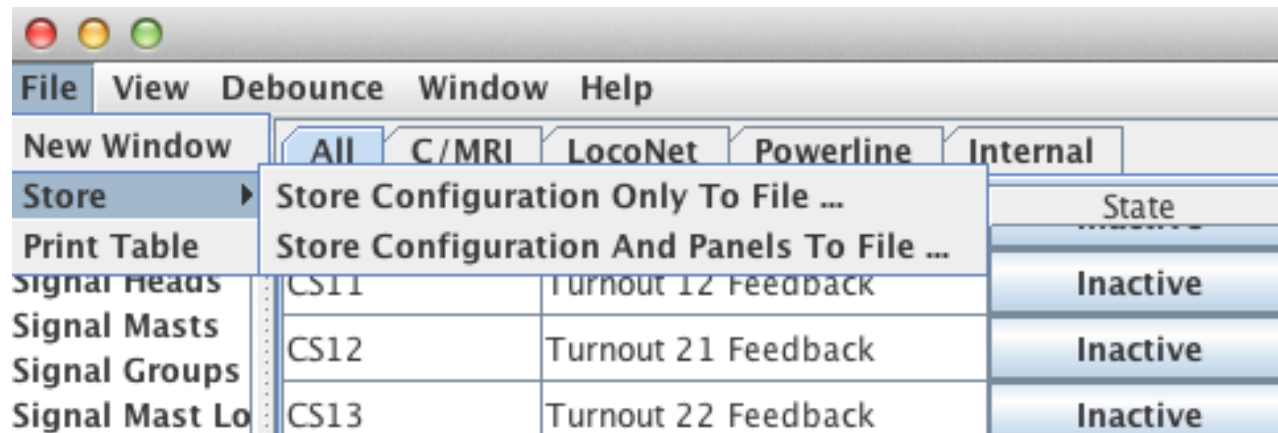 File View Debounce Window Help
New Window
Store
Print Table
Store Configuration Only To File ...
Store Configuration And Panels To File ...
All C/MRI LocoNet Powerline Internal
State
Signal Heads
Signal Masts
Signal Groups
Signal Mast Lo
CS11 Turnout 12 Feedback Inactive
CS12 Turnout 21 Feedback Inactive
CS13 Turnout 22 Feedback Inactive